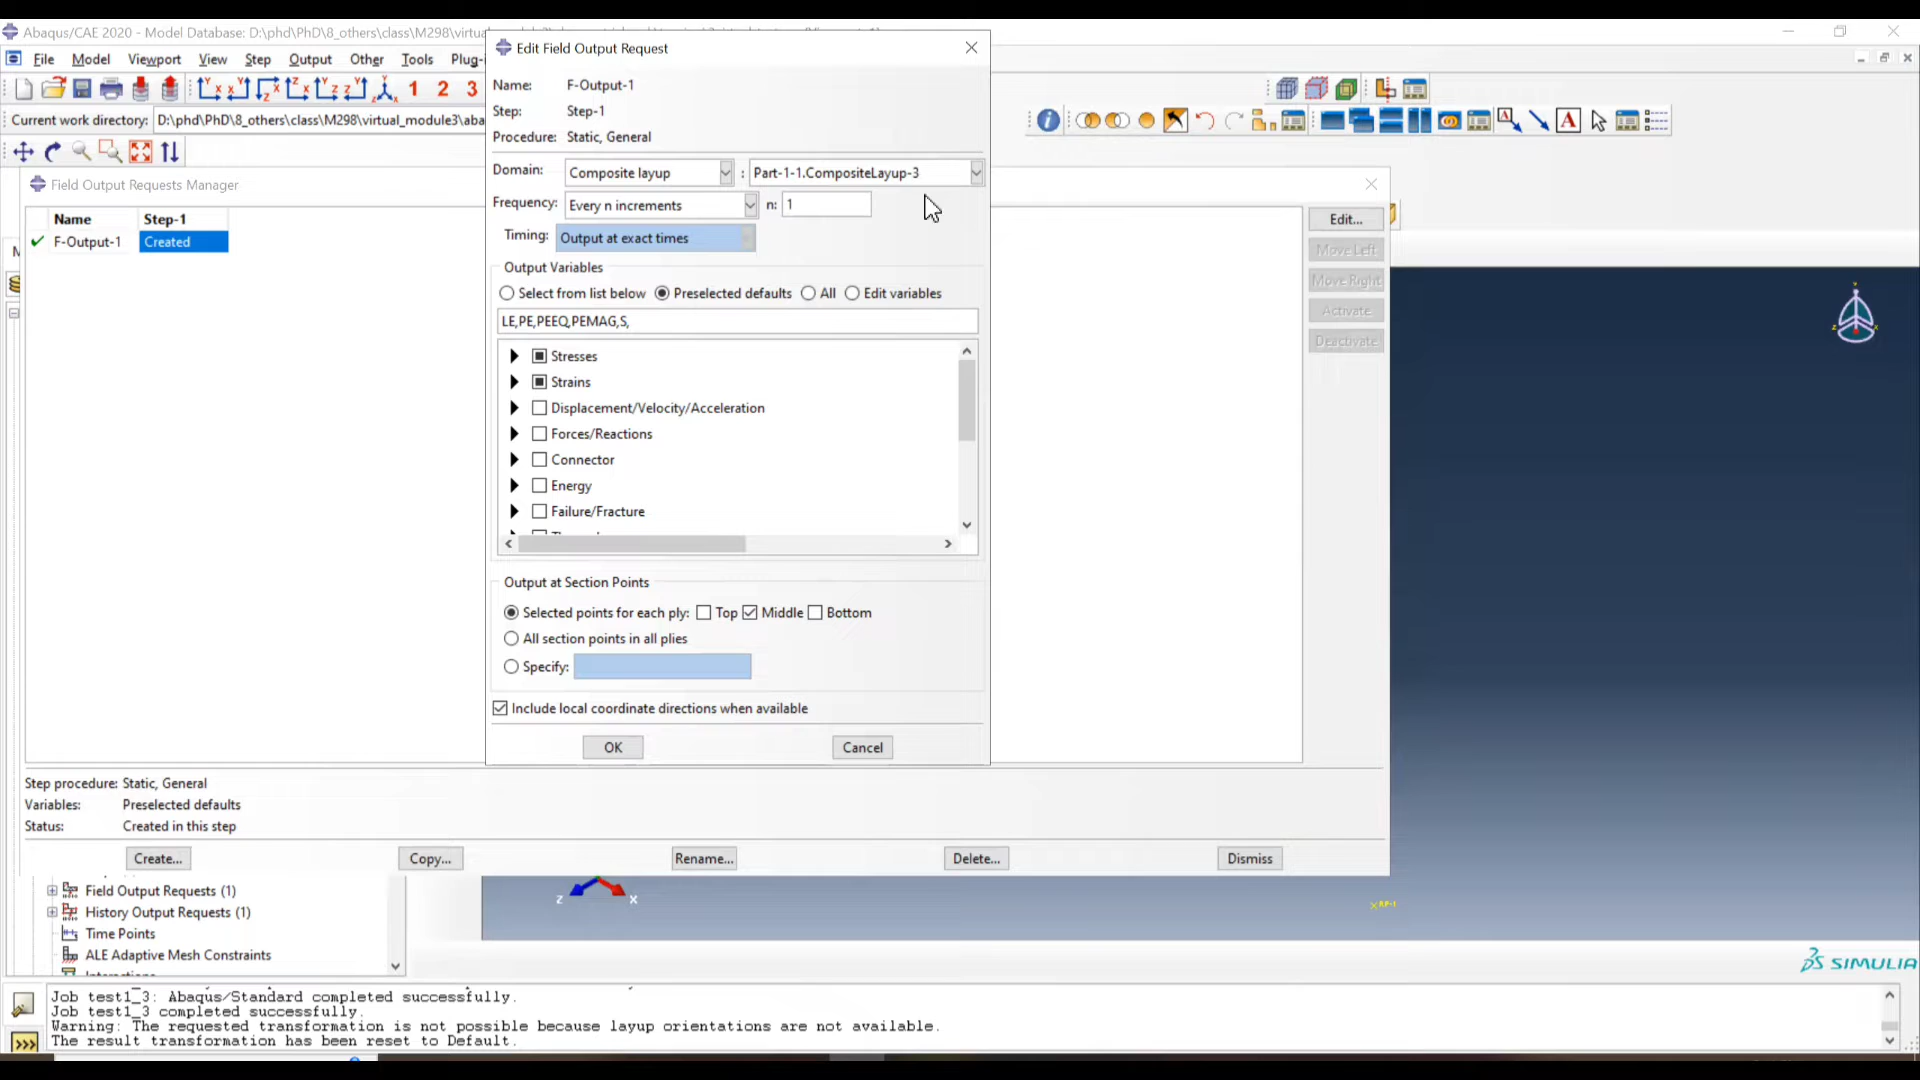 Abaqus/CAE 2020 - Model Database: D:\phd\PhD\8_others\class\M298\virtua
File Model Viewport View Step Output Other Tools Plug-i
1 2 3
Current work directory: D:\phd\PhD\8_others\class\M298\virtual_module3\aba
Field Output Requests Manager
Name Step-1
F-Output-1 Created
Edit...
Move Left
Move Right
Activate
Deactivate
Edit Field Output Request
Name: F-Output-1
Step: Step-1
Procedure: Static, General
Domain: Composite layup : Part-1-1.CompositeLayup-3
Frequency: Every n increments n: 1
Timing: Output at exact times
Output Variables
Select from list below Preselected defaults All Edit variables
LE,PE,PEEQ,PEMAG,S,
Stresses
Strains
Displacement/Velocity/Acceleration
Forces/Reactions
Connector
Energy
Failure/Fracture
Output at Section Points
Selected points for each ply: Top Middle Bottom
All section points in all plies
Specify:
Include local coordinate directions when available
OK Cancel
Step procedure: Static, General
Variables: Preselected defaults
Status: Created in this step
Create... Copy... Rename... Delete... Dismiss
Field Output Requests (1)
History Output Requests (1)
Time Points
ALE Adaptive Mesh Constraints
Z X
RP-1
SIMULIA
Job test1_3: Abaqus/Standard completed successfully.
Job test1_3 completed successfully.
Warning: The requested transformation is not possible because layup orientations are not available.
The result transformation has been reset to Default.